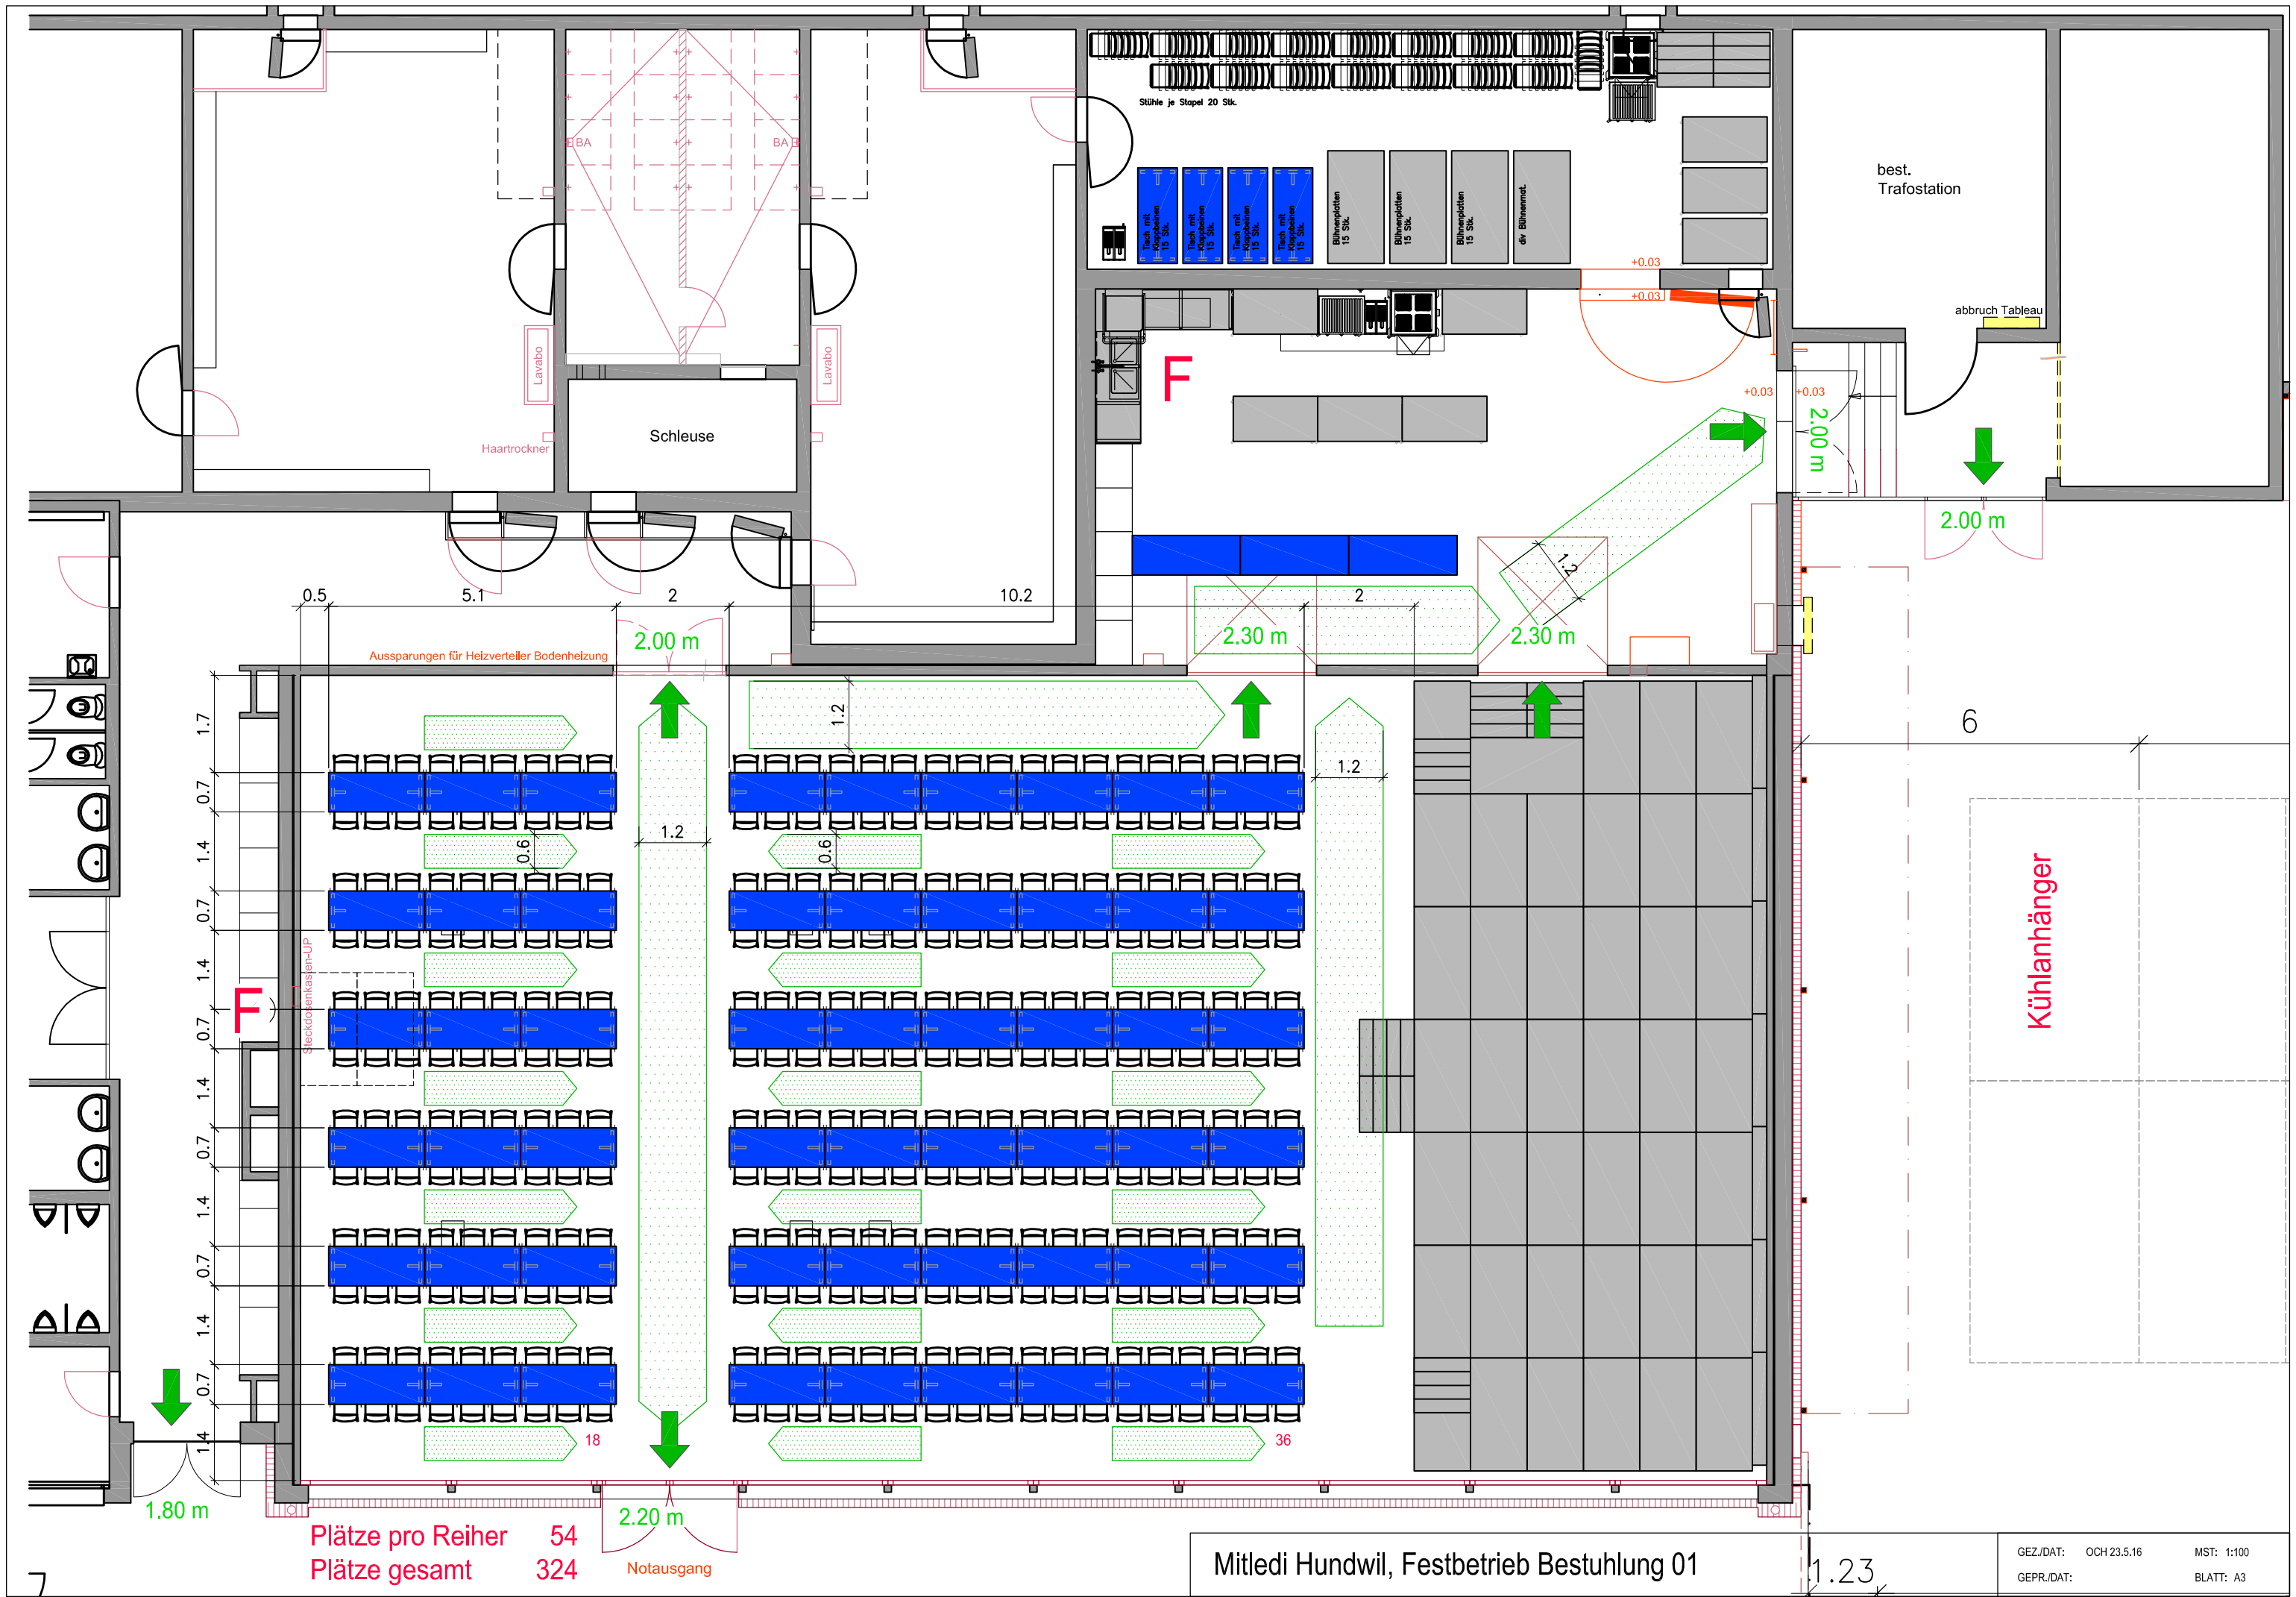 Stühle je Stapel 20 Stk.
BA
BA
Tisch mit
Klappbeinen
15 Stk.
Tisch mit
Klappbeinen
15 Stk.
Tisch mit
Klappbeinen
15 Stk.
Tisch mit
Klappbeinen
15 Stk.
Bühnenplatten
15 Stk.
Bühnenplatten
15 Stk.
Bühnenplatten
15 Stk.
div Bühnenmat.
best.
Trafostation
+0.03
+0.03
abbruch Tableau
Lavabo
Lavabo
F
+0.03
+0.03
2.00 m
Schleuse
Haartrockner
2.00 m
1.2
0.5
5.1
2
10.2
2
2.00 m
2.30 m
2.30 m
Aussparungen für Heizverteiler Bodenheizung
1.7
1.2
6
1.2
0.7
1.2
0.6
0.6
1.4
0.7
Kühlanhänger
1.4
Steckdosenkasten-UP
F
0.7
1.4
0.7
1.4
0.7
1.4
0.7
1.4
18
36
1.80 m
2.20 m
Plätze pro Reiher 54
Plätze gesamt 324
Notausgang
Mitledi Hundwil, Festbetrieb Bestuhlung 01
1.23
GEZ./DAT: OCH 23.5.16 MST: 1:100
GEPR./DAT: BLATT: A3